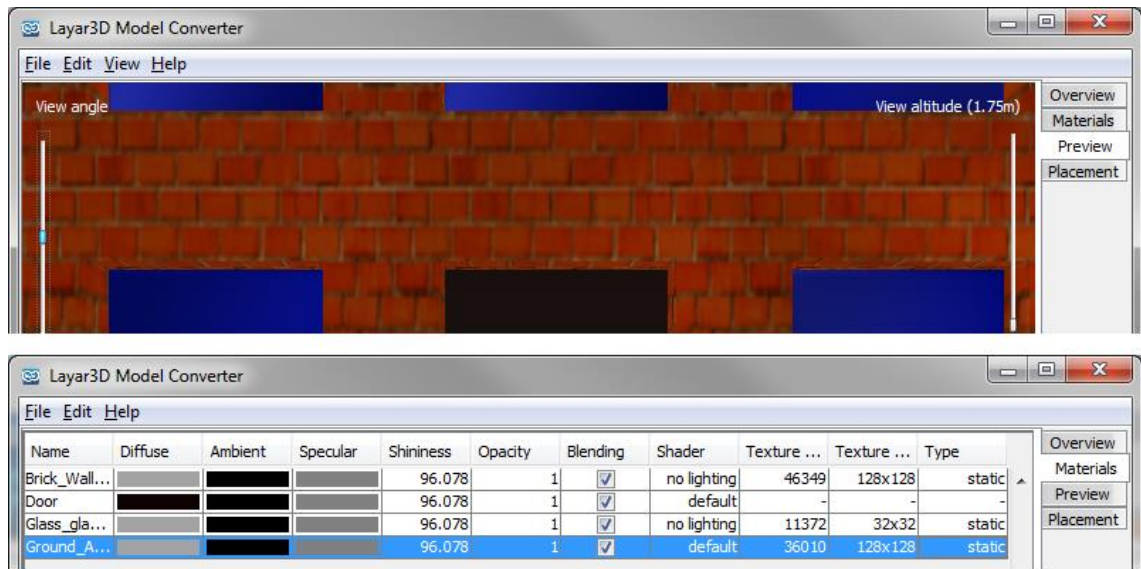 Layar3D Model Converter
File Edit View Help
View angle
View altitude (1.75m)
Overview
Materials
Preview
Placement
Layar3D Model Converter
File Edit Help
Name Diffuse Ambient Specular Shininess Opacity Blending Shader Texture ... Texture ... Type
Brick_Wall... 96.078 1 no lighting 46349 128x128 static
Door 96.078 1 default - -
Glass_gla... 96.078 1 no lighting 11372 32x32 static
Ground_A... 96.078 1 default 36010 128x128 static
Overview
Materials
Preview
Placement